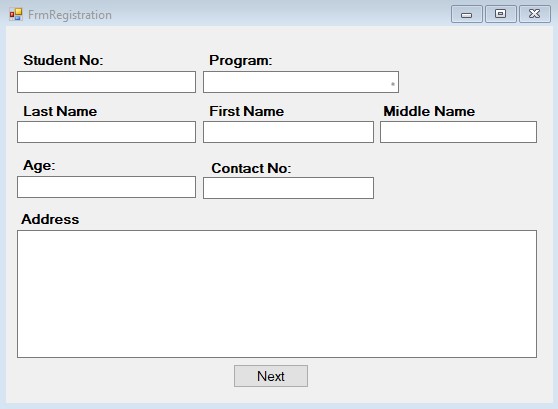 FrmRegistration
Student No: Program:
Last Name First Name Middle Name
Age: Contact No:
Address
Next